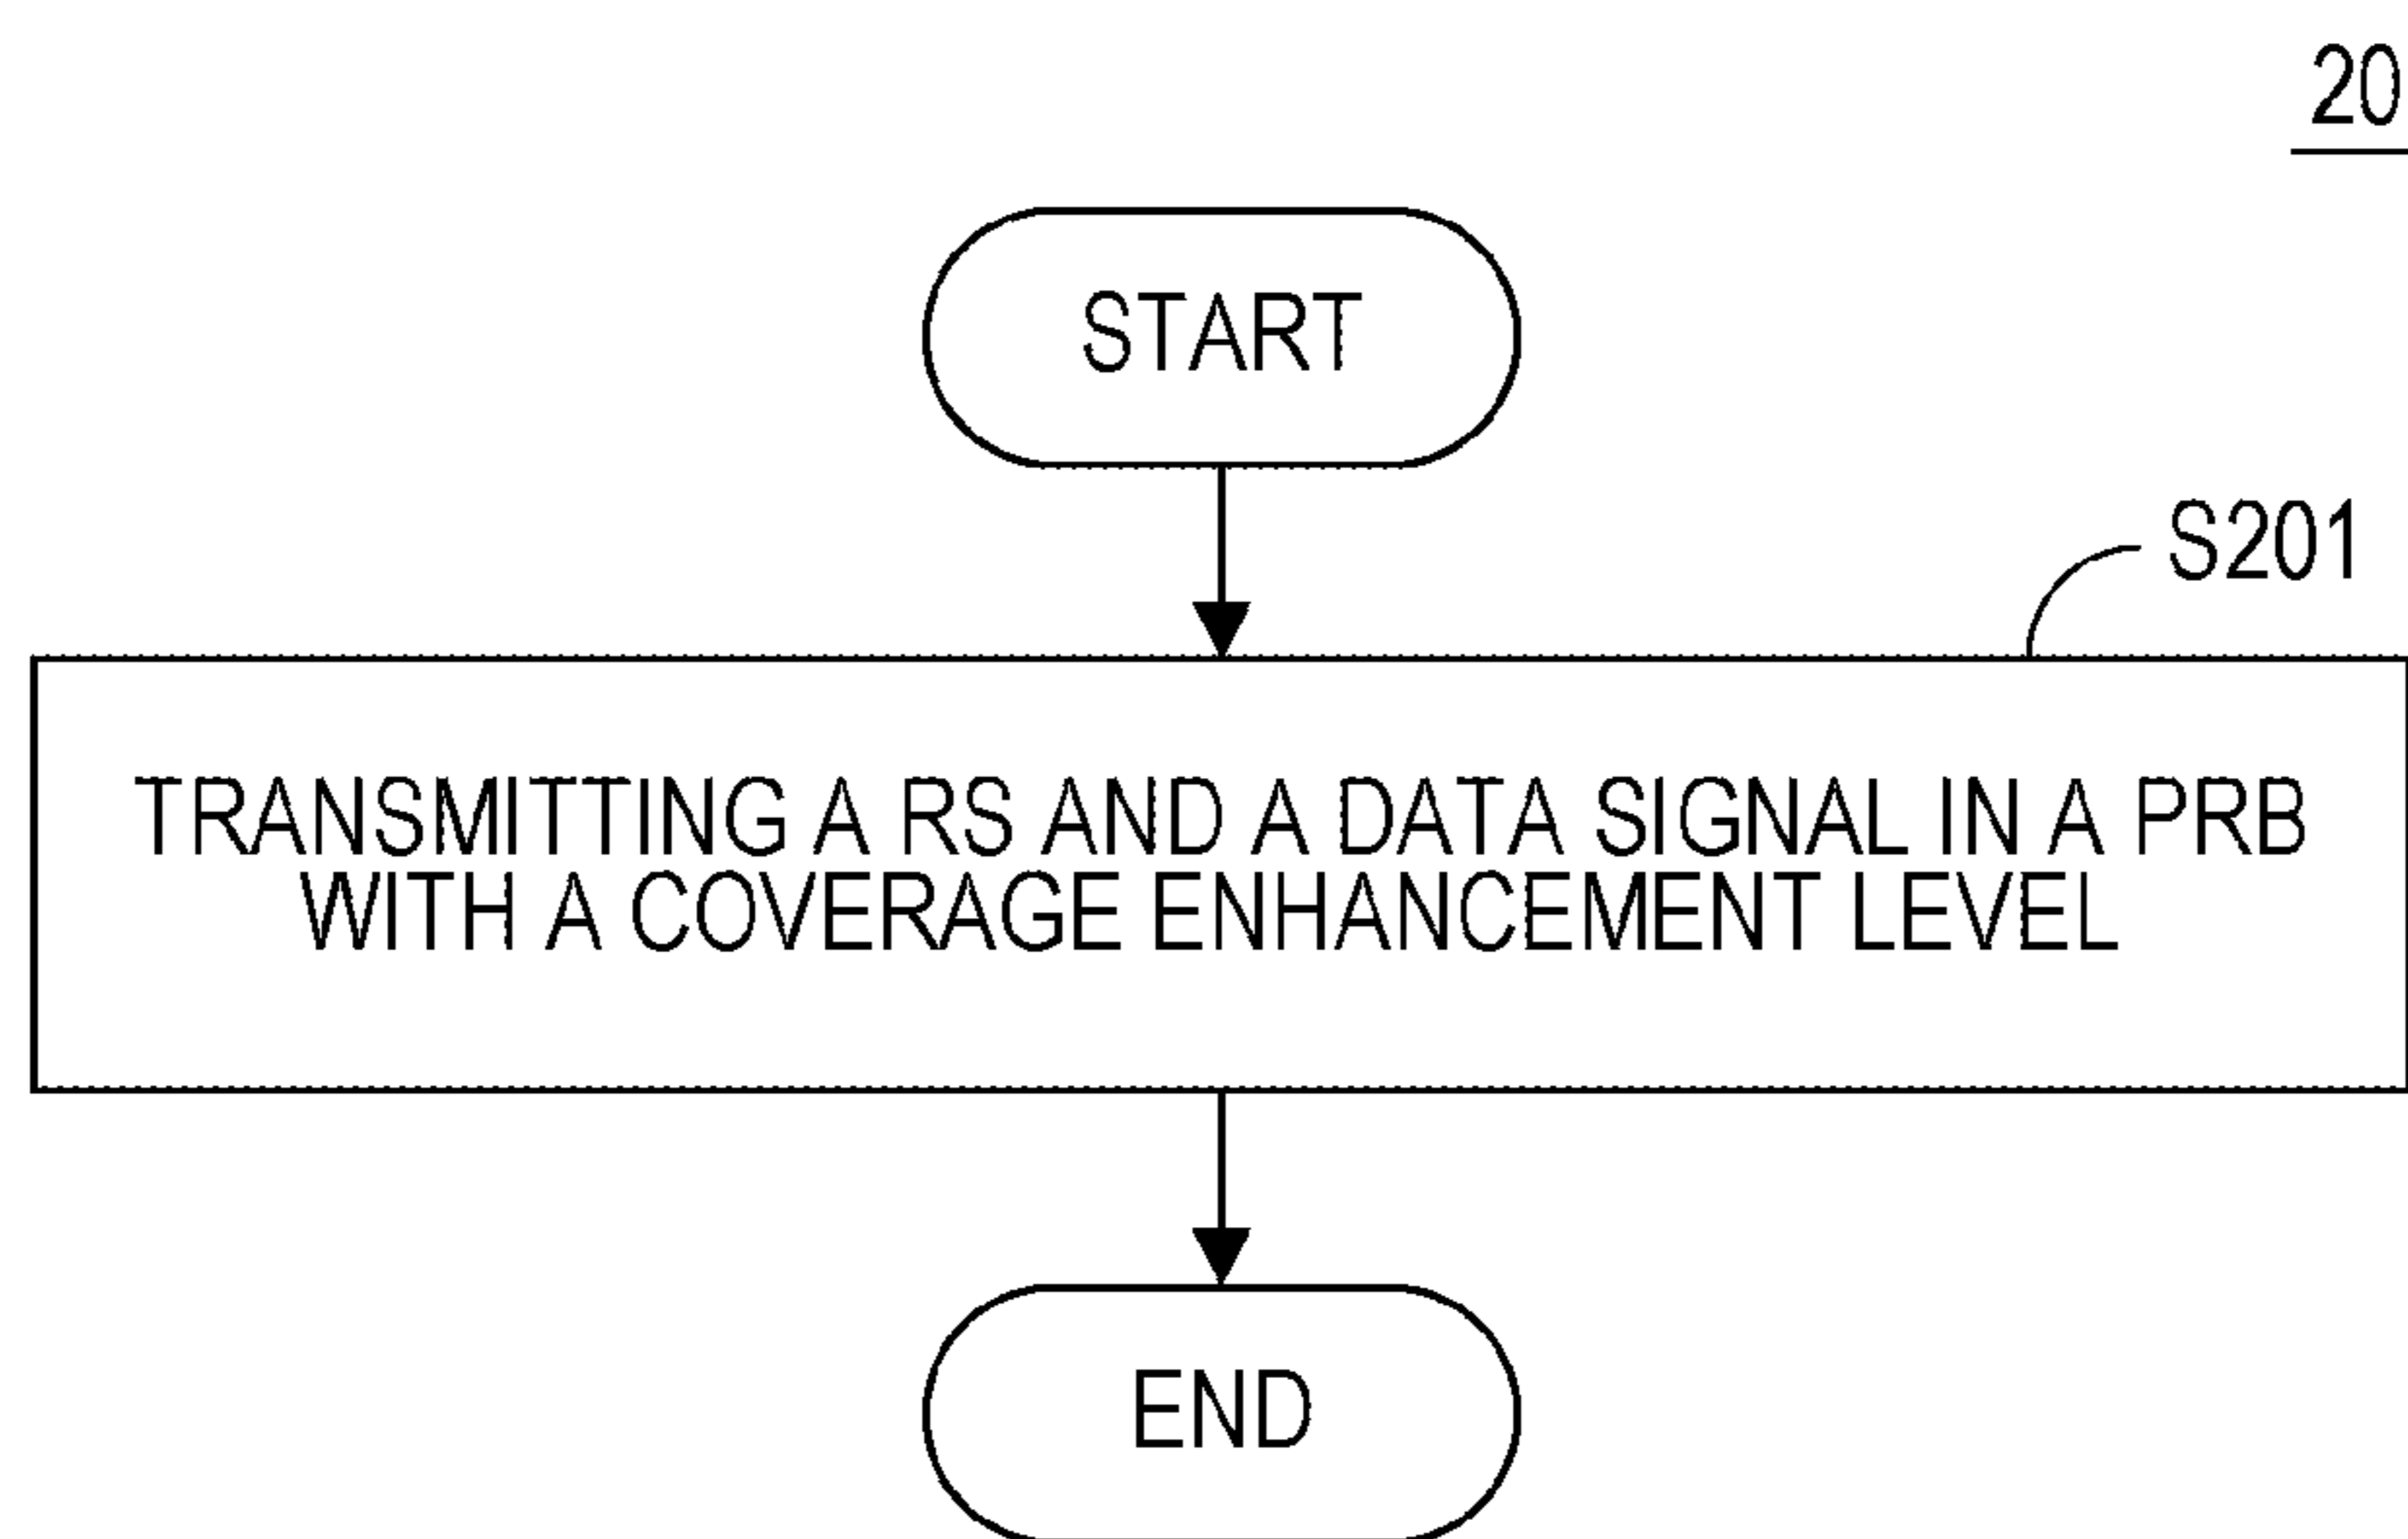 20
START
S201
TRANSMITTING A RS AND A DATA SIGNAL IN A PRB
WITH A COVERAGE ENHANCEMENT LEVEL
END